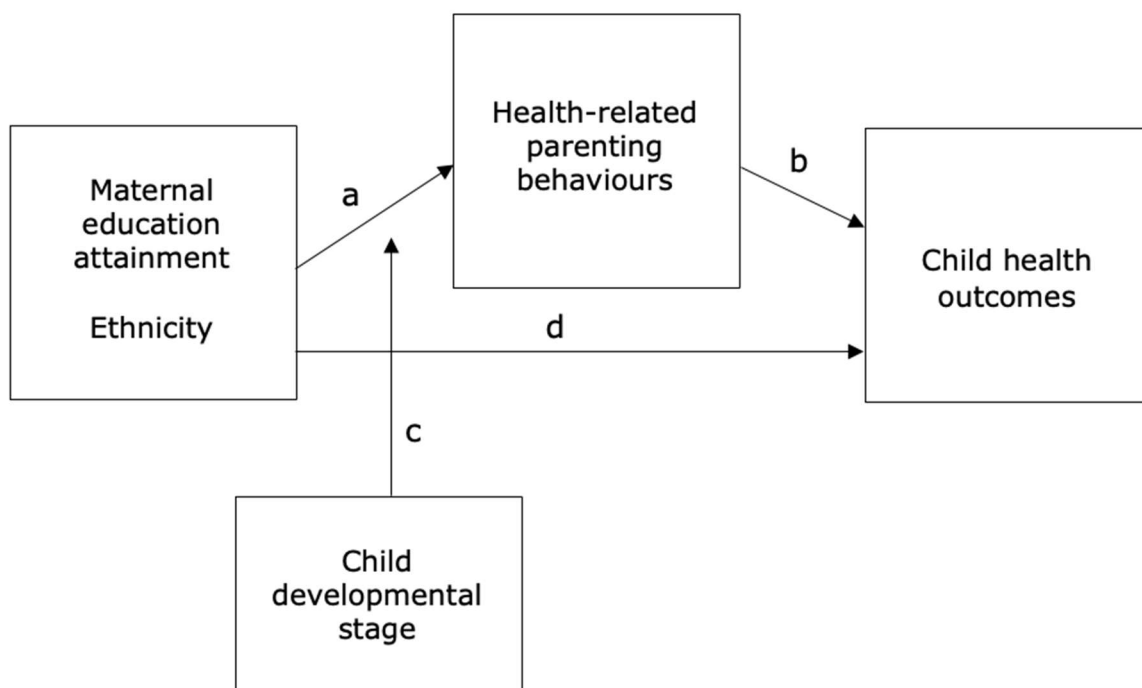 Maternal
education
attainment
Ethnicity
a
Health-related
parenting
behaviours
b
Child health
outcomes
d
c
Child
developmental
stage